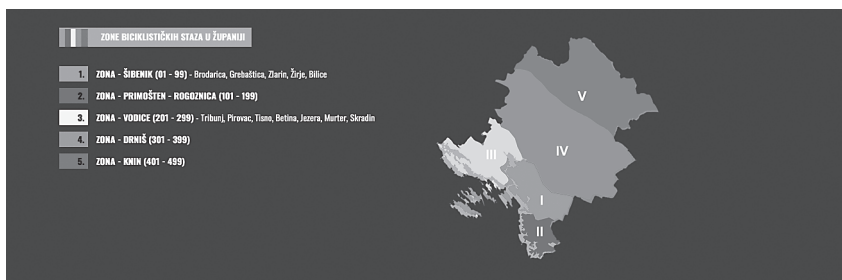 ZONE BICIKLISTIČKIH STAZA U ŽUPANIJI
1. ZONA - ŠIBENIK (01 - 99) - Brodarica, Grebaštica, Zlarin, Žirje, Bilice
2. ZONA - PRIMOŠTEN - ROGOZNICA (101 - 199)
3. ZONA - VODICE (201 - 299) - Tribunj, Pirovac, Tisno, Betina, Jezera, Murter, Skradin
4. ZONA - DRNIŠ (301 - 399)
5. ZONA - KNIN (401 - 499)
V
IV
III
I
II